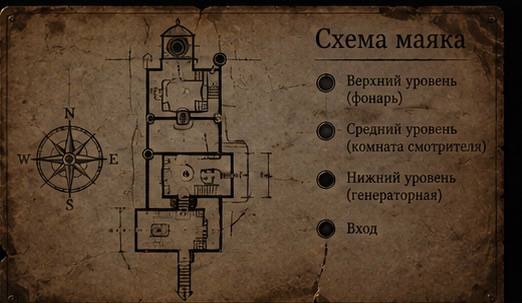 Схема маяка
Верхний уровень
(фонарь)
Средний уровень
(комната смотрителя)
Нижний уровень
(генераторная)
Вход
N
W
E
S